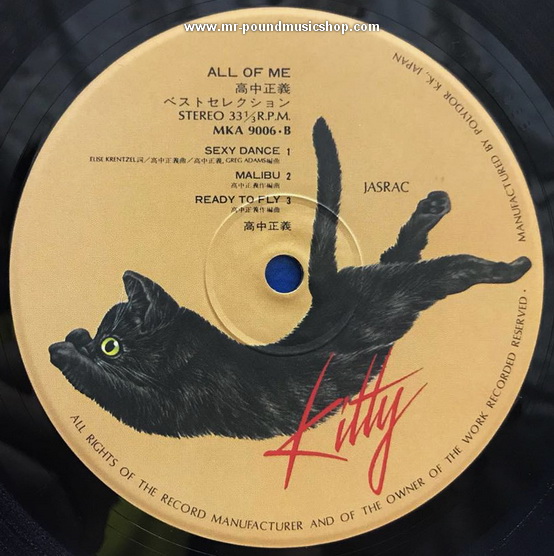 www.mr-poundmusicshop.com
ALL OF ME
高中正義
ベストセレクション
STEREO 33⅓R.P.M.
MKA 9006・B
SEXY DANCE 1
ELISE KRENTZEL詞／高中正義曲／高中正義, GREG ADAMS編曲
MALIBU 2
高中正義作編曲
READY TO FLY 3
高中正義作編曲
高中正義
JASRAC
Kitty
MANUFACTURED BY POLYDOR K.K. JAPAN
ALL RIGHTS OF THE RECORD MANUFACTURER AND OF THE OWNER OF THE WORK RECORDED RESERVED・